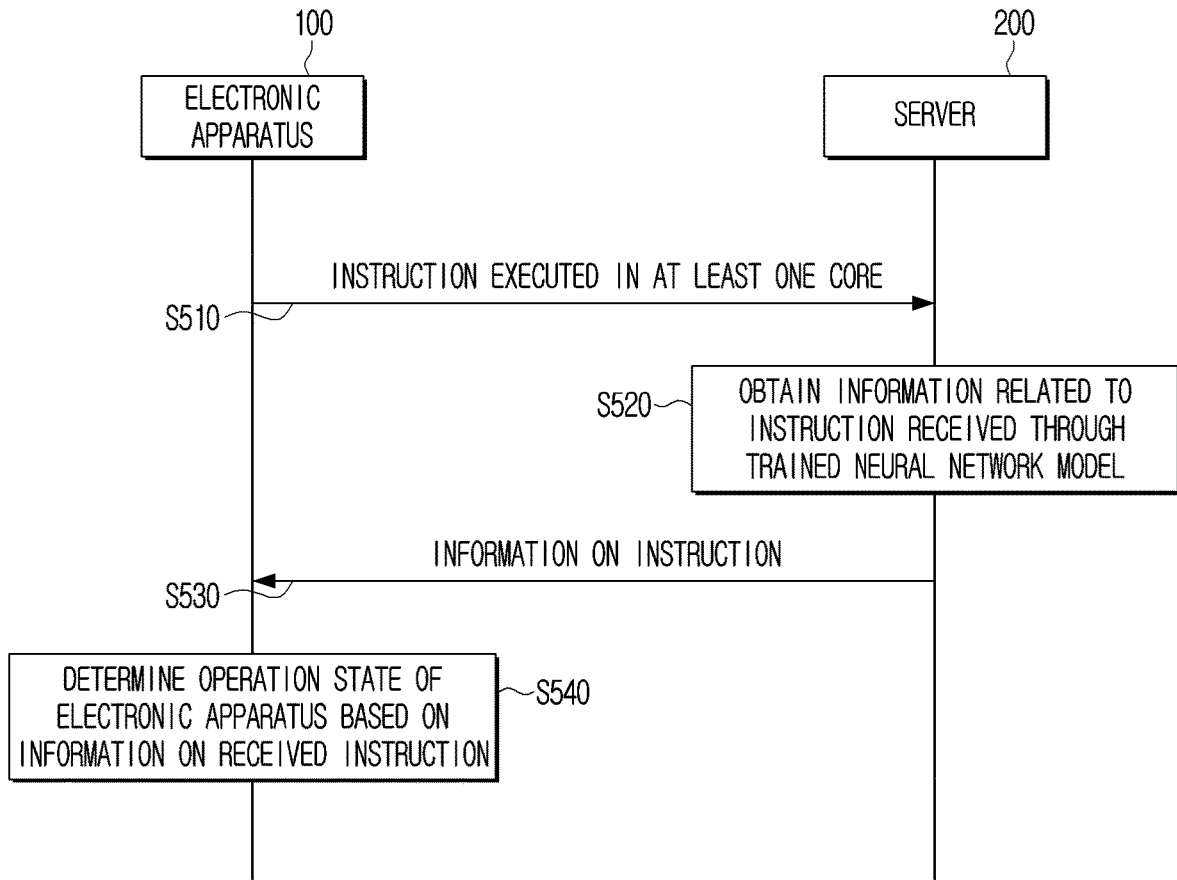 100
200
ELECTRONIC
APPARATUS
SERVER
INSTRUCTION EXECUTED IN AT LEAST ONE CORE
S510
OBTAIN INFORMATION RELATED TO
INSTRUCTION RECEIVED THROUGH
TRAINED NEURAL NETWORK MODEL
S520
INFORMATION ON INSTRUCTION
S530
DETERMINE OPERATION STATE OF
ELECTRONIC APPARATUS BASED ON
INFORMATION ON RECEIVED INSTRUCTION
S540